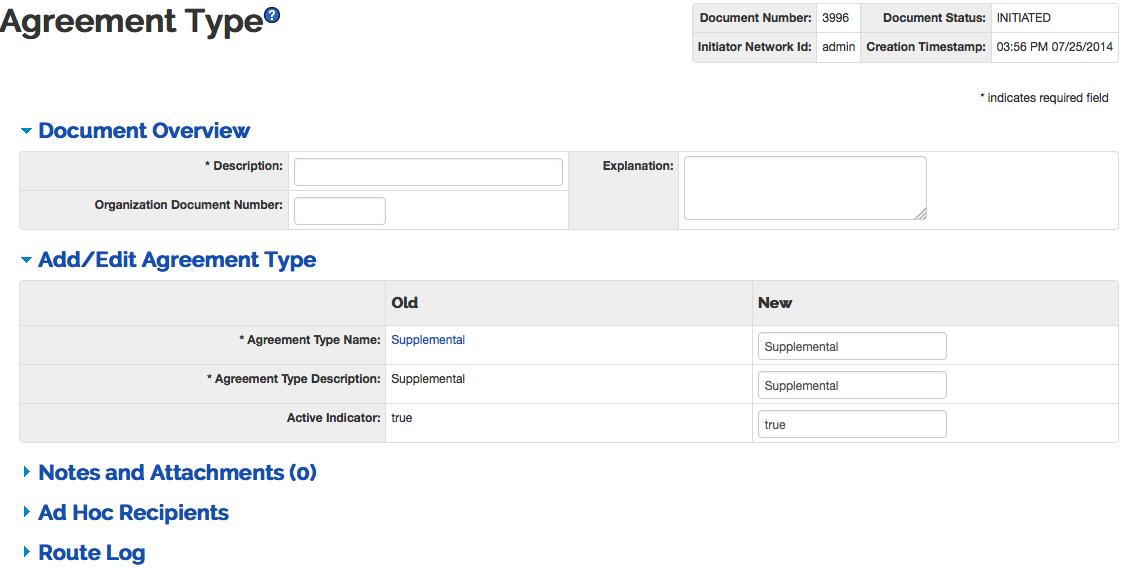 Agreement Type?
Document Number: 3996 Document Status: INITIATED
Initiator Network Id: admin Creation Timestamp: 03:56 PM 07/25/2014
* indicates required field
Document Overview
* Description: Explanation:
Organization Document Number:
Add/Edit Agreement Type
Old New
* Agreement Type Name: Supplemental Supplemental
* Agreement Type Description: Supplemental Supplemental
Active Indicator: true true
Notes and Attachments (0)
Ad Hoc Recipients
Route Log